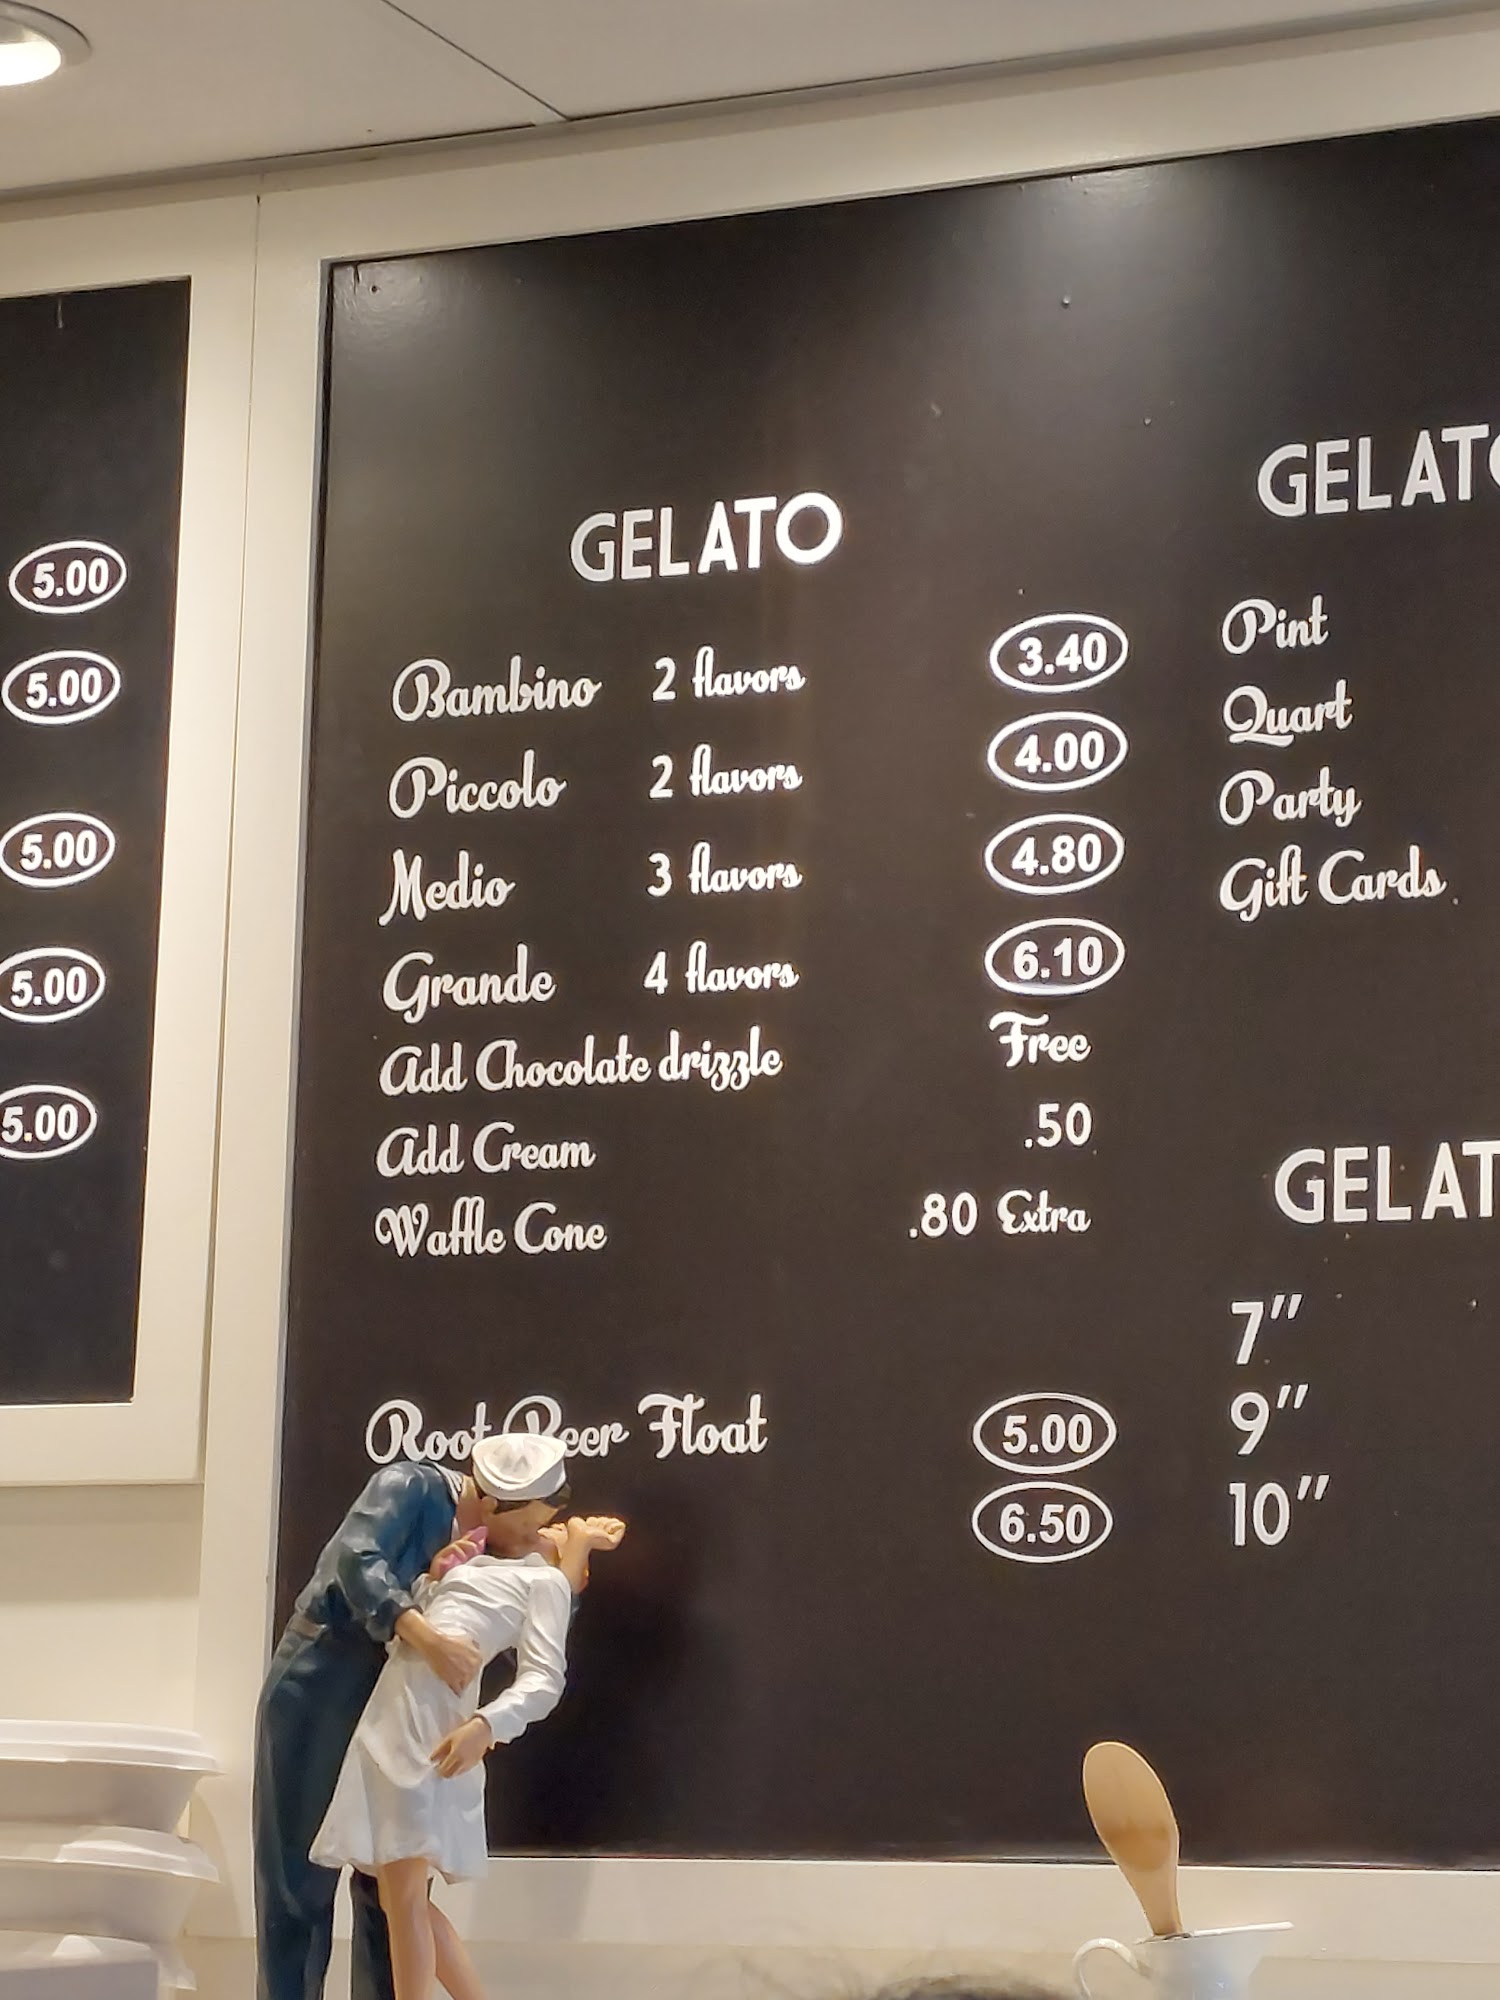 5.00
5.00
5.00
5.00
5.00
GELATO
Bambino 2 flavors 3.40
Piccolo 2 flavors 4.00
Medio 3 flavors 4.80
Grande 4 flavors 6.10
Add Chocolate drizzle Free
Add Cream .50
Waffle Cone .80 Extra
Root Beer Float 5.00
6.50
GELATO
Pint
Quart
Party
Gift Cards
GELAT
7"
9"
10"